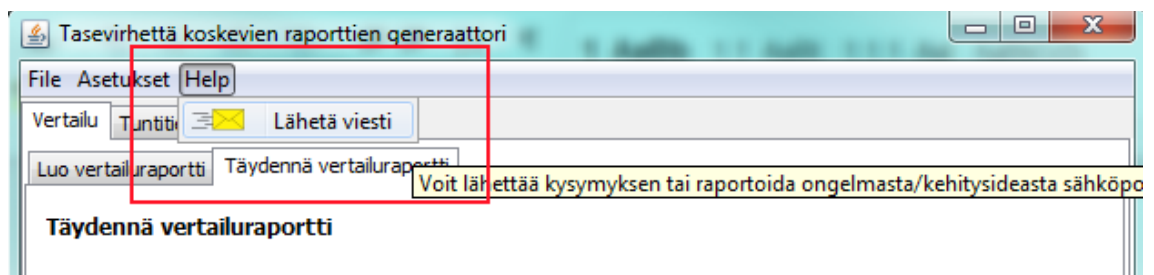 Tasevirhettä koskevien raporttien generaattori
File Asetukset Help
Vertailu
Lähetä viesti
Luo vertailuraportti Täydennä vertailuraportti
Voit lähettää kysymyksen tai raportoida ongelmasta/kehitysideasta
Täydennä vertailuraportti